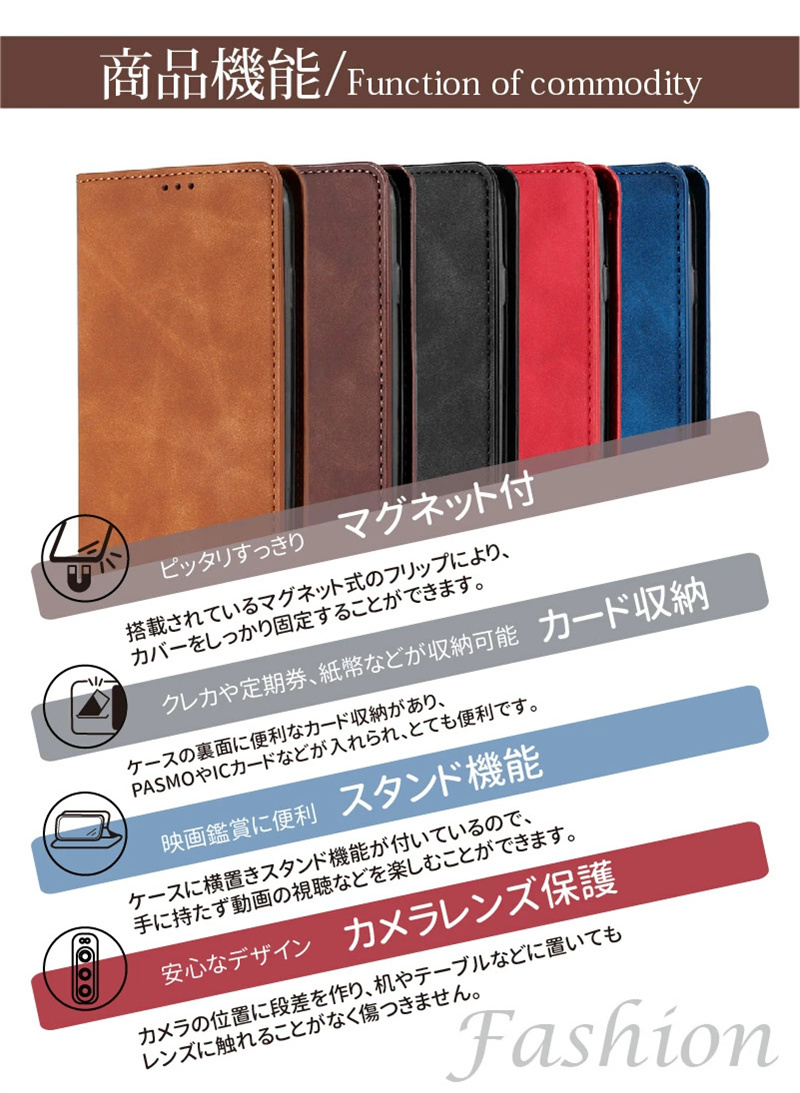 商品機能/Function of commodity
ピッタリすっきり マグネット付
搭載されているマグネット式のフリップにより、
カバーをしっかり固定することができます。
クレカや定期券、紙幣などが収納可能 カード収納
ケースの裏面に便利なカード収納があり、
PASMOやICカードなどが入れられ、とても便利です。
映画鑑賞に便利 スタンド機能
ケースに横置きスタンド機能が付いているので、
手に持たず動画の視聴などを楽しむことができます。
安心なデザイン カメラレンズ保護
カメラの位置に段差を作り、机やテーブルなどに置いても
レンズに触れることがなく傷つきません。
Fashion